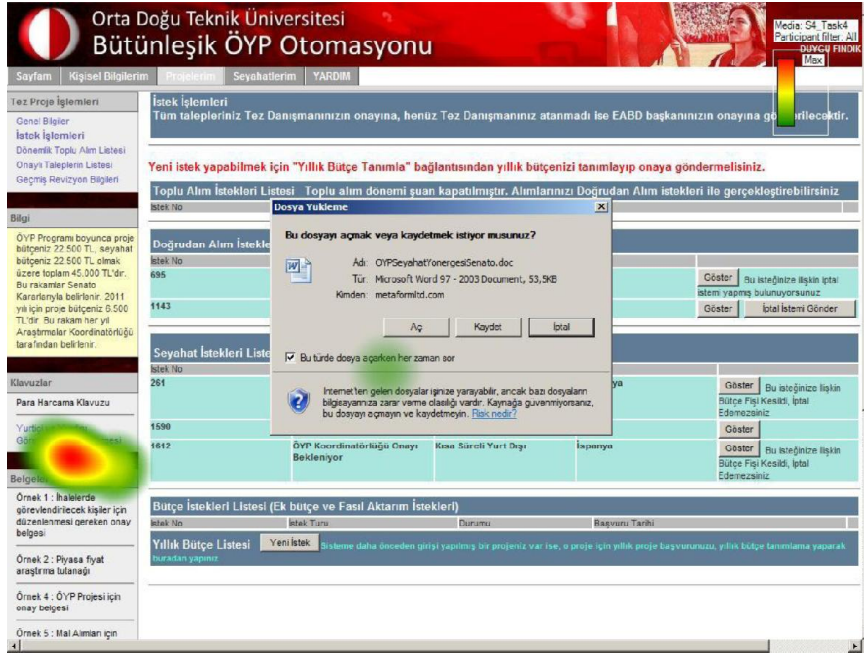 Orta Doğu Teknik Üniversitesi
Bütünleşik ÖYP Otomasyonu
Media: S4_Task4
Participant filter: All
DUYGU FINDIK
Max
Sayfam
Kişisel Bilgilerim
Projelerim
Seyahatlerim
YARDIM
Tez Proje İşlemleri
Genel Bilgiler
İstek İşlemleri
Dönemlik Toplu Alım Listesi
Onaylı Taleplerin Listesi
Geçmiş Revizyon Bilgileri
Bilgi
ÖYP Programı boyunca proje
bütçeniz 22.500 TL, seyahat
bütçeniz 22.500 TL olmak
üzere toplam 45.000 TL'dir.
Bu rakamlar Senato
Kararlarıyla belirlenir. 2011
yılı için proje bütçeniz 6.500
TL'dir. Bu rakam her yıl
Araştırmalar Koordinatörlüğü
tarafından belirlenir.
Klavuzlar
Para Harcama Klavuzu
Örnek 1 : İhalelerde
görevlendirilecek kişiler için
düzenlenmesi gereken onay
belgesi
Örnek 2 : Piyasa fiyat
araştırma tutanağı
Örnek 4 : ÖYP Projesi için
onay belgesi
Örnek 5 : Mal Alımları için
İstek İşlemleri
Tüm talepleriniz Tez Danışmanınızın onayına, henüz Tez Danışmanınız atanmadı ise EABD başkanınızın onayına
Yeni istek yapabilmek için "Yıllık Bütçe Tanımla" bağlantısından yıllık bütçenizi tanımlayıp onaya göndermelisiniz.
Toplu Alım İstekleri Listesi Toplu alım dönemi şuan kapatılmıştır. Alımlarınızı Doğrudan Alım istekleri ile gerçekleştirebilirsiniz
İstek No
Doğrudan Alım İstekle
İstek No
695
Göster Bu isteğinize ilişkin iptal
istemi yapmış bulunuyorsunuz
1143
Göster
İptal İstemi Gönder
Seyahat İstekleri Liste
İstek No
261
ya
Göster Bu isteğinize ilişkin
Bütçe Fişi Kesildi, İptal
Edemezsiniz
1590
Göster
1612
ÖYP Koordinatörlüğü Onayı
Bekleniyor
Kısa Süreli Yurt Dışı
İspanya
Göster Bu isteğinize ilişkin
Bütçe Fişi Kesildi, İptal
Edemezsiniz
Dosya Yükleme
Bu dosyayı açmak veya kaydetmek istiyor musunuz?
Adı: OYPSeyahatYonergesiSenato.doc
Tür: Microsoft Word 97 - 2003 Document, 53,5KB
Kimden: metaformltd.com
Aç
Kaydet
İptal
Bu türde dosya açarken her zaman sor
Internet'ten gelen dosyalar işinize yarayabilir, ancak bazı dosyaların
bilgisayarınıza zarar verme olasılığı vardır. Kaynağa güvenmiyorsanız,
bu dosyayı açmayın ve kaydetmeyin. Risk nedir?
Bütçe İstekleri Listesi (Ek bütçe ve Fasıl Aktarım İstekleri)
İstek No
İstek Turu
Durumu
Başvuru Tarihi
Yıllık Bütçe Listesi
Yeni İstek
Sisteme daha önceden girişi yapılmış bir projeniz var ise, o proje için yıllık proje başvurunuzu, yıllık bütçe tanımlama yaparak
buradan yapınız